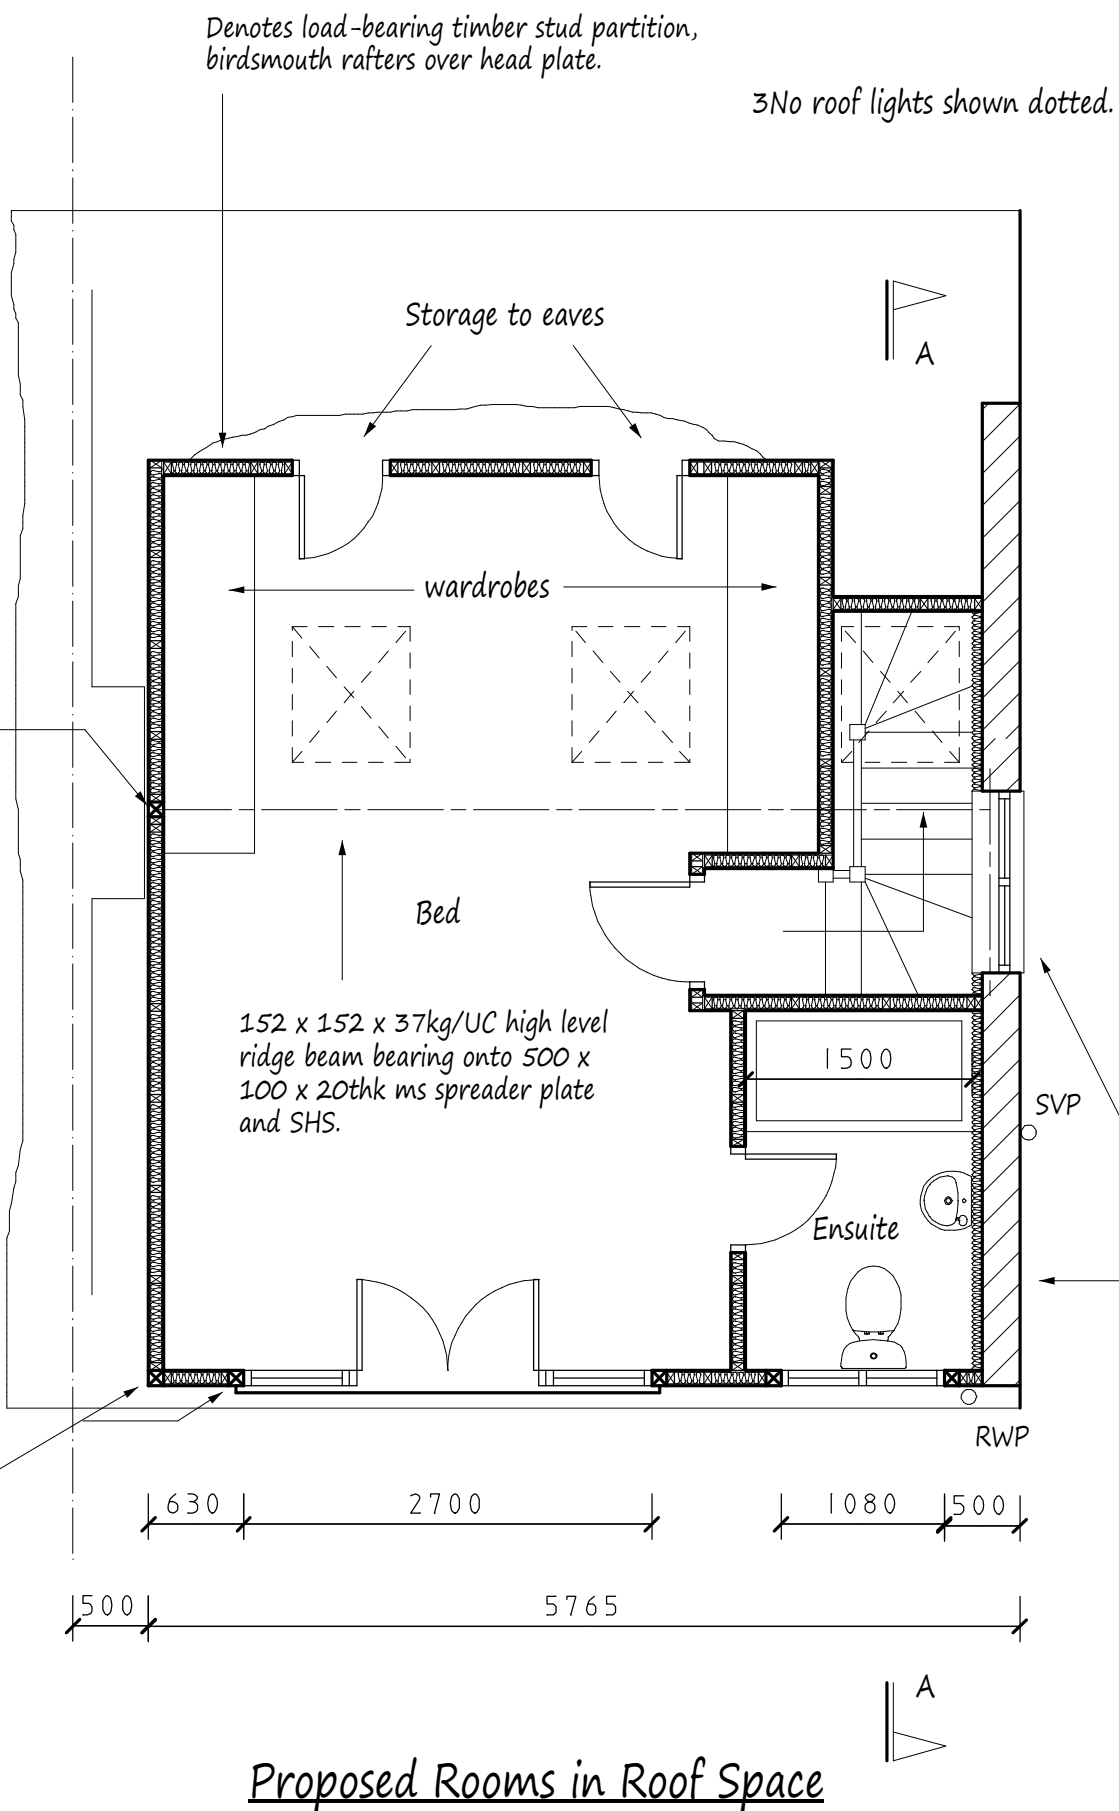 Denotes load-bearing timber stud partition,
birdsmouth rafters over head plate.
3No roof lights shown dotted.
Storage to eaves
A
wardrobes
Bed
152 x 152 x 37kg/UC high level
ridge beam bearing onto 500 x
100 x 20thk ms spreader plate
and SHS.
1500
SVP
Ensuite
RWP
630
2700
1080
500
500
5765
A
Proposed Rooms in Roof Space